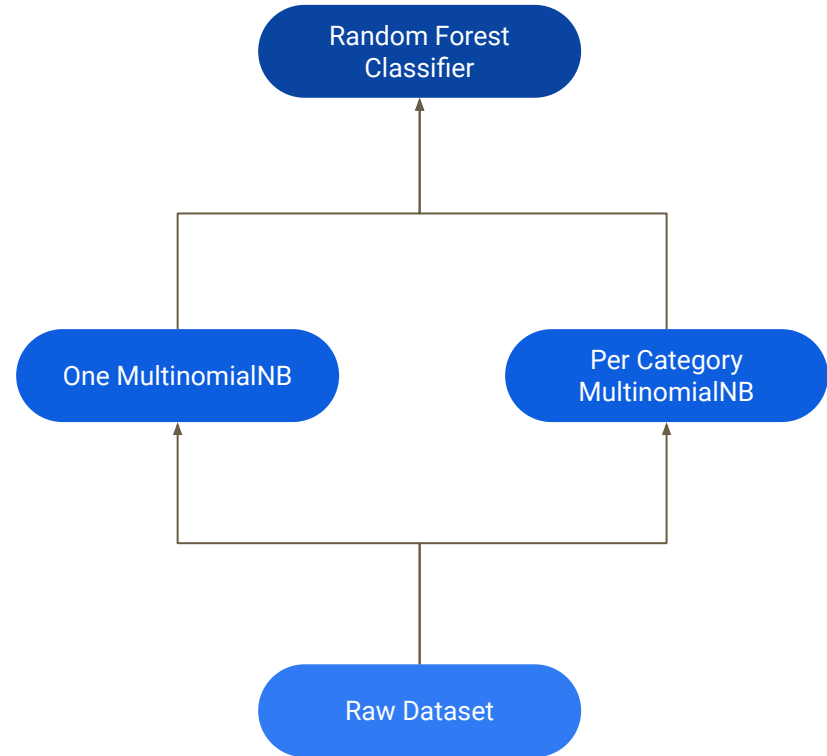 Random Forest
Classifier
One MultinomialNB
Per Category
MultinomialNB
Raw Dataset